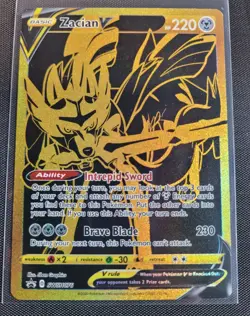 BASIC Zacian V HP 220
Ability Intrepid Sword
Once during your turn, you may look at the top 3 cards
of your deck and attach any number of Energy cards
you find there to this Pokémon. Put the other cards into
your hand. If you use this Ability, your turn ends.
Brave Blade 230
During your next turn, this Pokémon can't attack.
weakness ×2 resistance -30 retreat
V rule When your Pokémon V is Knocked Out,
your opponent takes 2 Prize cards.